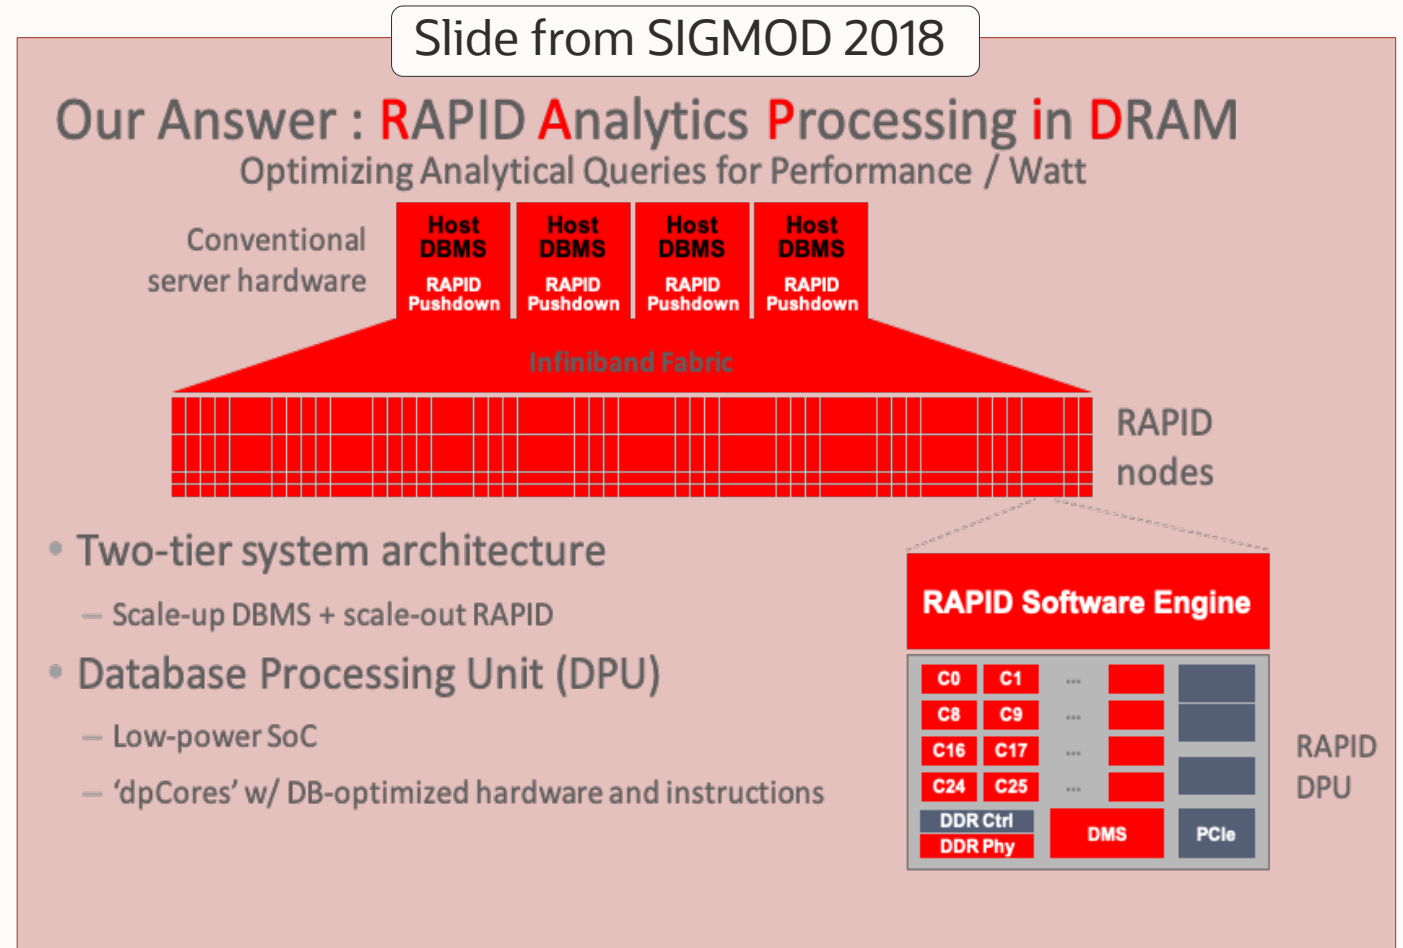 Slide from SIGMOD 2018
Our Answer : RAPID Analytics Processing in DRAM
Optimizing Analytical Queries for Performance / Watt
Conventional
server hardware
Host
DBMS
RAPID
Pushdown
Host
DBMS
RAPID
Pushdown
Host
DBMS
RAPID
Pushdown
Host
DBMS
RAPID
Pushdown
Infiniband Fabric
RAPID
nodes
• Two-tier system architecture
– Scale-up DBMS + scale-out RAPID
• Database Processing Unit (DPU)
– Low-power SoC
– ‘dpCores’ w/ DB-optimized hardware and instructions
RAPID Software Engine
C0 C1 ...
C8 C9 ...
C16 C17 ...
C24 C25 ...
DDR Ctrl
DDR Phy
DMS
PCIe
RAPID
DPU